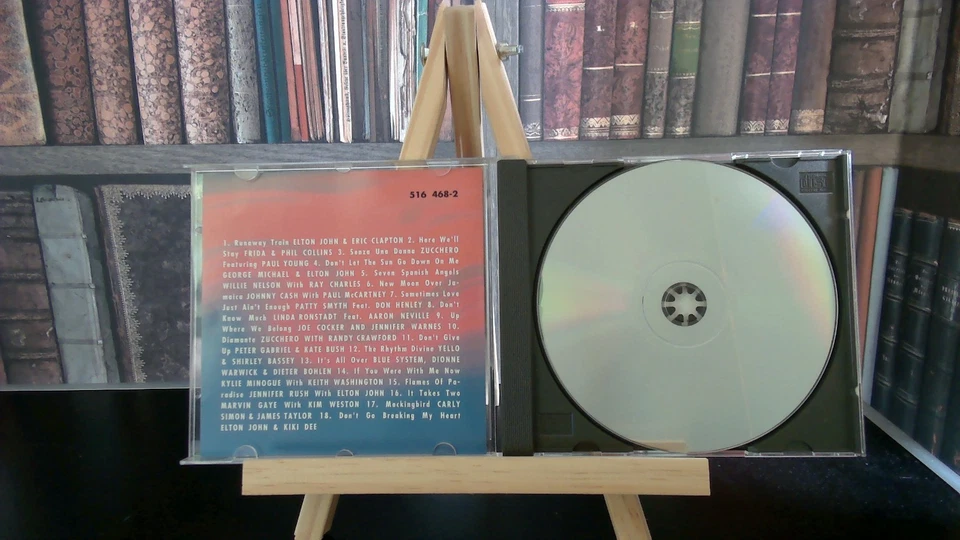 516 468-2
1. Runaway Train ELTON JOHN & ERIC CLAPTON 2. Here We'll
Stay FRIDA & PHIL COLLINS 3. Senza Una Donna ZUCCHERO
Featuring PAUL YOUNG 4. Don't Let The Sun Go Down On Me
GEORGE MICHAEL & ELTON JOHN 5. Seven Spanish Angels
WILLIE NELSON With RAY CHARLES 6. New Moon Over Ja-
maica JOHNNY CASH With PAUL McCARTNEY 7. Sometimes Love
Just Ain't Enough PATTY SMYTH Feat. DON HENLEY 8. Don't
Know Much LINDA RONSTADT Feat. AARON NEVILLE 9. Up
Where We Belong JOE COCKER AND JENNIFER WARNES 10.
Diamante ZUCCHERO WITH RANDY CRAWFORD 11. Don't Give
Up PETER GABRIEL & KATE BUSH 12. The Rhythm Divine YELLO
& SHIRLEY BASSEY 13. It's All Over BLUE SYSTEM, DIONNE
WARWICK & DIETER BOHLEN 14. If You Were With Me Now
KYLIE MINOGUE With KEITH WASHINGTON 15. Flames Of Pa-
radise JENNIFER RUSH With ELTON JOHN 16. It Takes Two
MARVIN GAYE With KIM WESTON 17. Mockingbird CARLY
SIMON & JAMES TAYLOR 18. Don't Go Breaking My Heart
ELTON JOHN & KIKI DEE